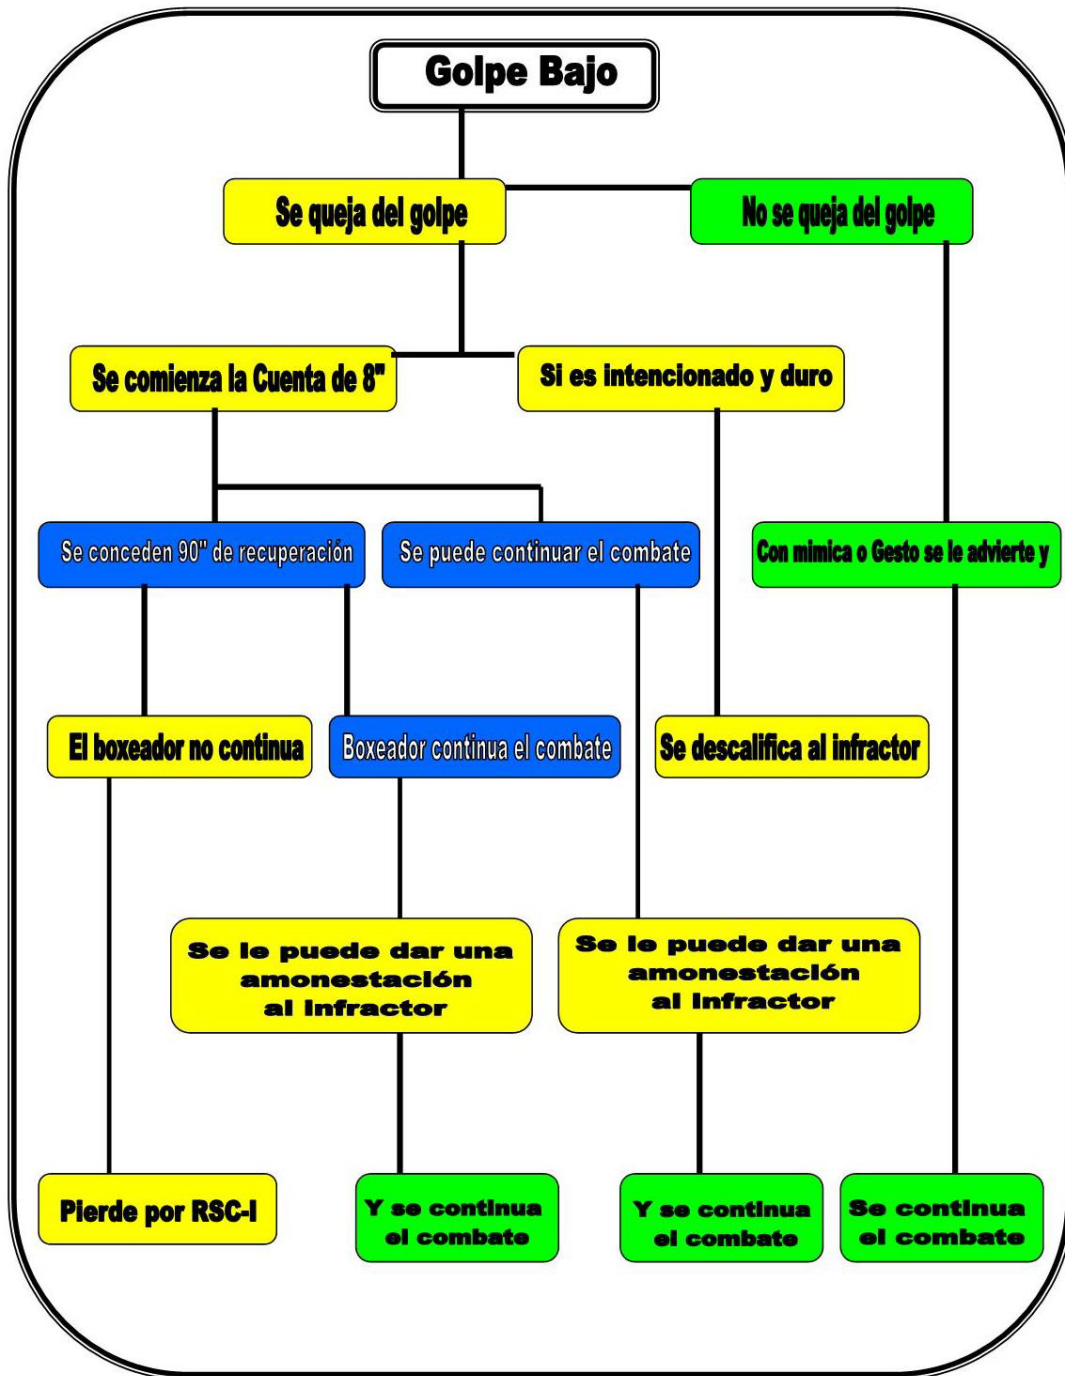 Golpe Bajo
Se queja del golpe
No se queja del golpe
Se comienza la Cuenta de 8"
Si es intencionado y duro
Se conceden 90" de recuperación
Se puede continuar el combate
Con mimica o Gesto se le advierte y
El boxeador no continua
Boxeador continua el combate
Se descalifica al infractor
Se le puede dar una
amonestación
al infractor
Se le puede dar una
amonestación
al infractor
Pierde por RSC-I
Y se continua
el combate
Y se continua
el combate
Se continua
el combate